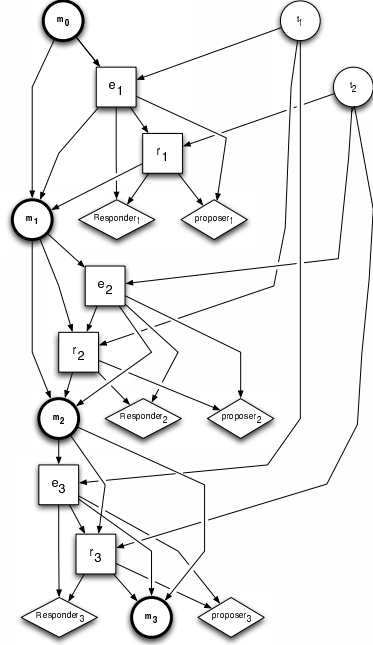 m0
t1
e1
t2
r1
m1
Responder1
proposer1
e2
r2
m2
Responder2
proposer2
e3
r3
Responder3
m3
proposer3